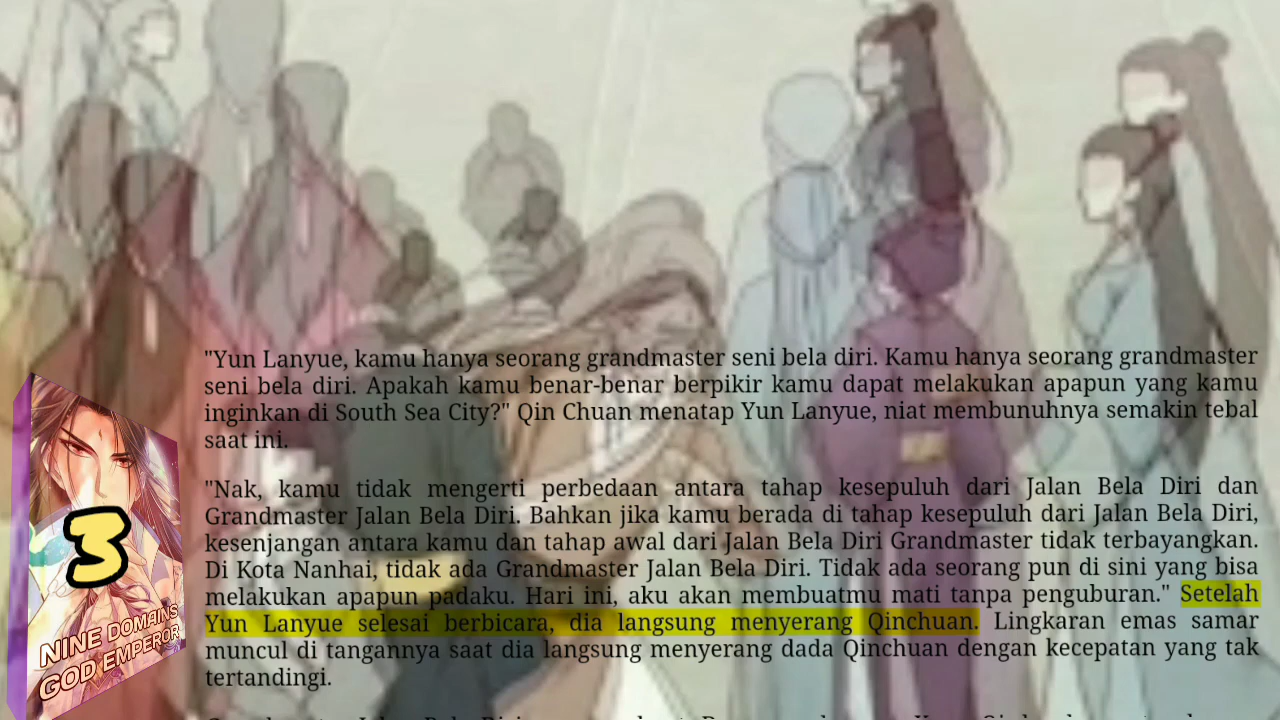 "Yun Lanyue, kamu hanya seorang grandmaster seni bela diri. Kamu hanya seorang grandmaster
seni bela diri. Apakah kamu benar-benar berpikir kamu dapat melakukan apapun yang kamu
inginkan di South Sea City?" Qin Chuan menatap Yun Lanyue, niat membunuhnya semakin tebal
saat ini.
"Nak, kamu tidak mengerti perbedaan antara tahap kesepuluh dari Jalan Bela Diri dan
Grandmaster Jalan Bela Diri. Bahkan jika kamu berada di tahap kesepuluh dari Jalan Bela Diri,
kesenjangan antara kamu dan tahap awal dari Jalan Bela Diri Grandmaster tidak terbayangkan.
Di Kota Nanhai, tidak ada Grandmaster Jalan Bela Diri. Tidak ada seorang pun di sini yang bisa
melakukan apapun padaku. Hari ini, aku akan membuatmu mati tanpa penguburan." Setelah
Yun Lanyue selesai berbicara, dia langsung menyerang Qinchuan. Lingkaran emas samar
muncul di tangannya saat dia langsung menyerang dada Qinchuan dengan kecepatan yang tak
tertandingi.
3
NINE DOMAINS
GOD EMPEROR